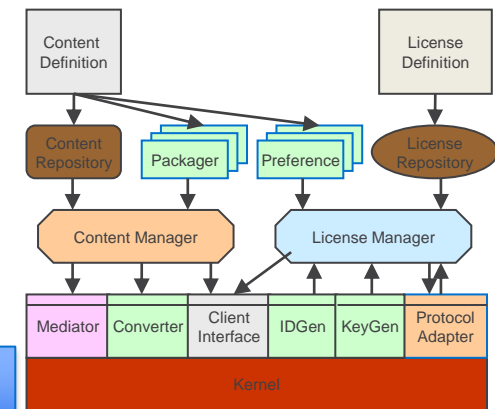 Content
Definition
License
Definition
Content
Repository
Packager
Preference
License
Repository
Content Manager
License Manager
Mediator
Converter
Client
Interface
IDGen
KeyGen
Protocol
Adapter
Kernel